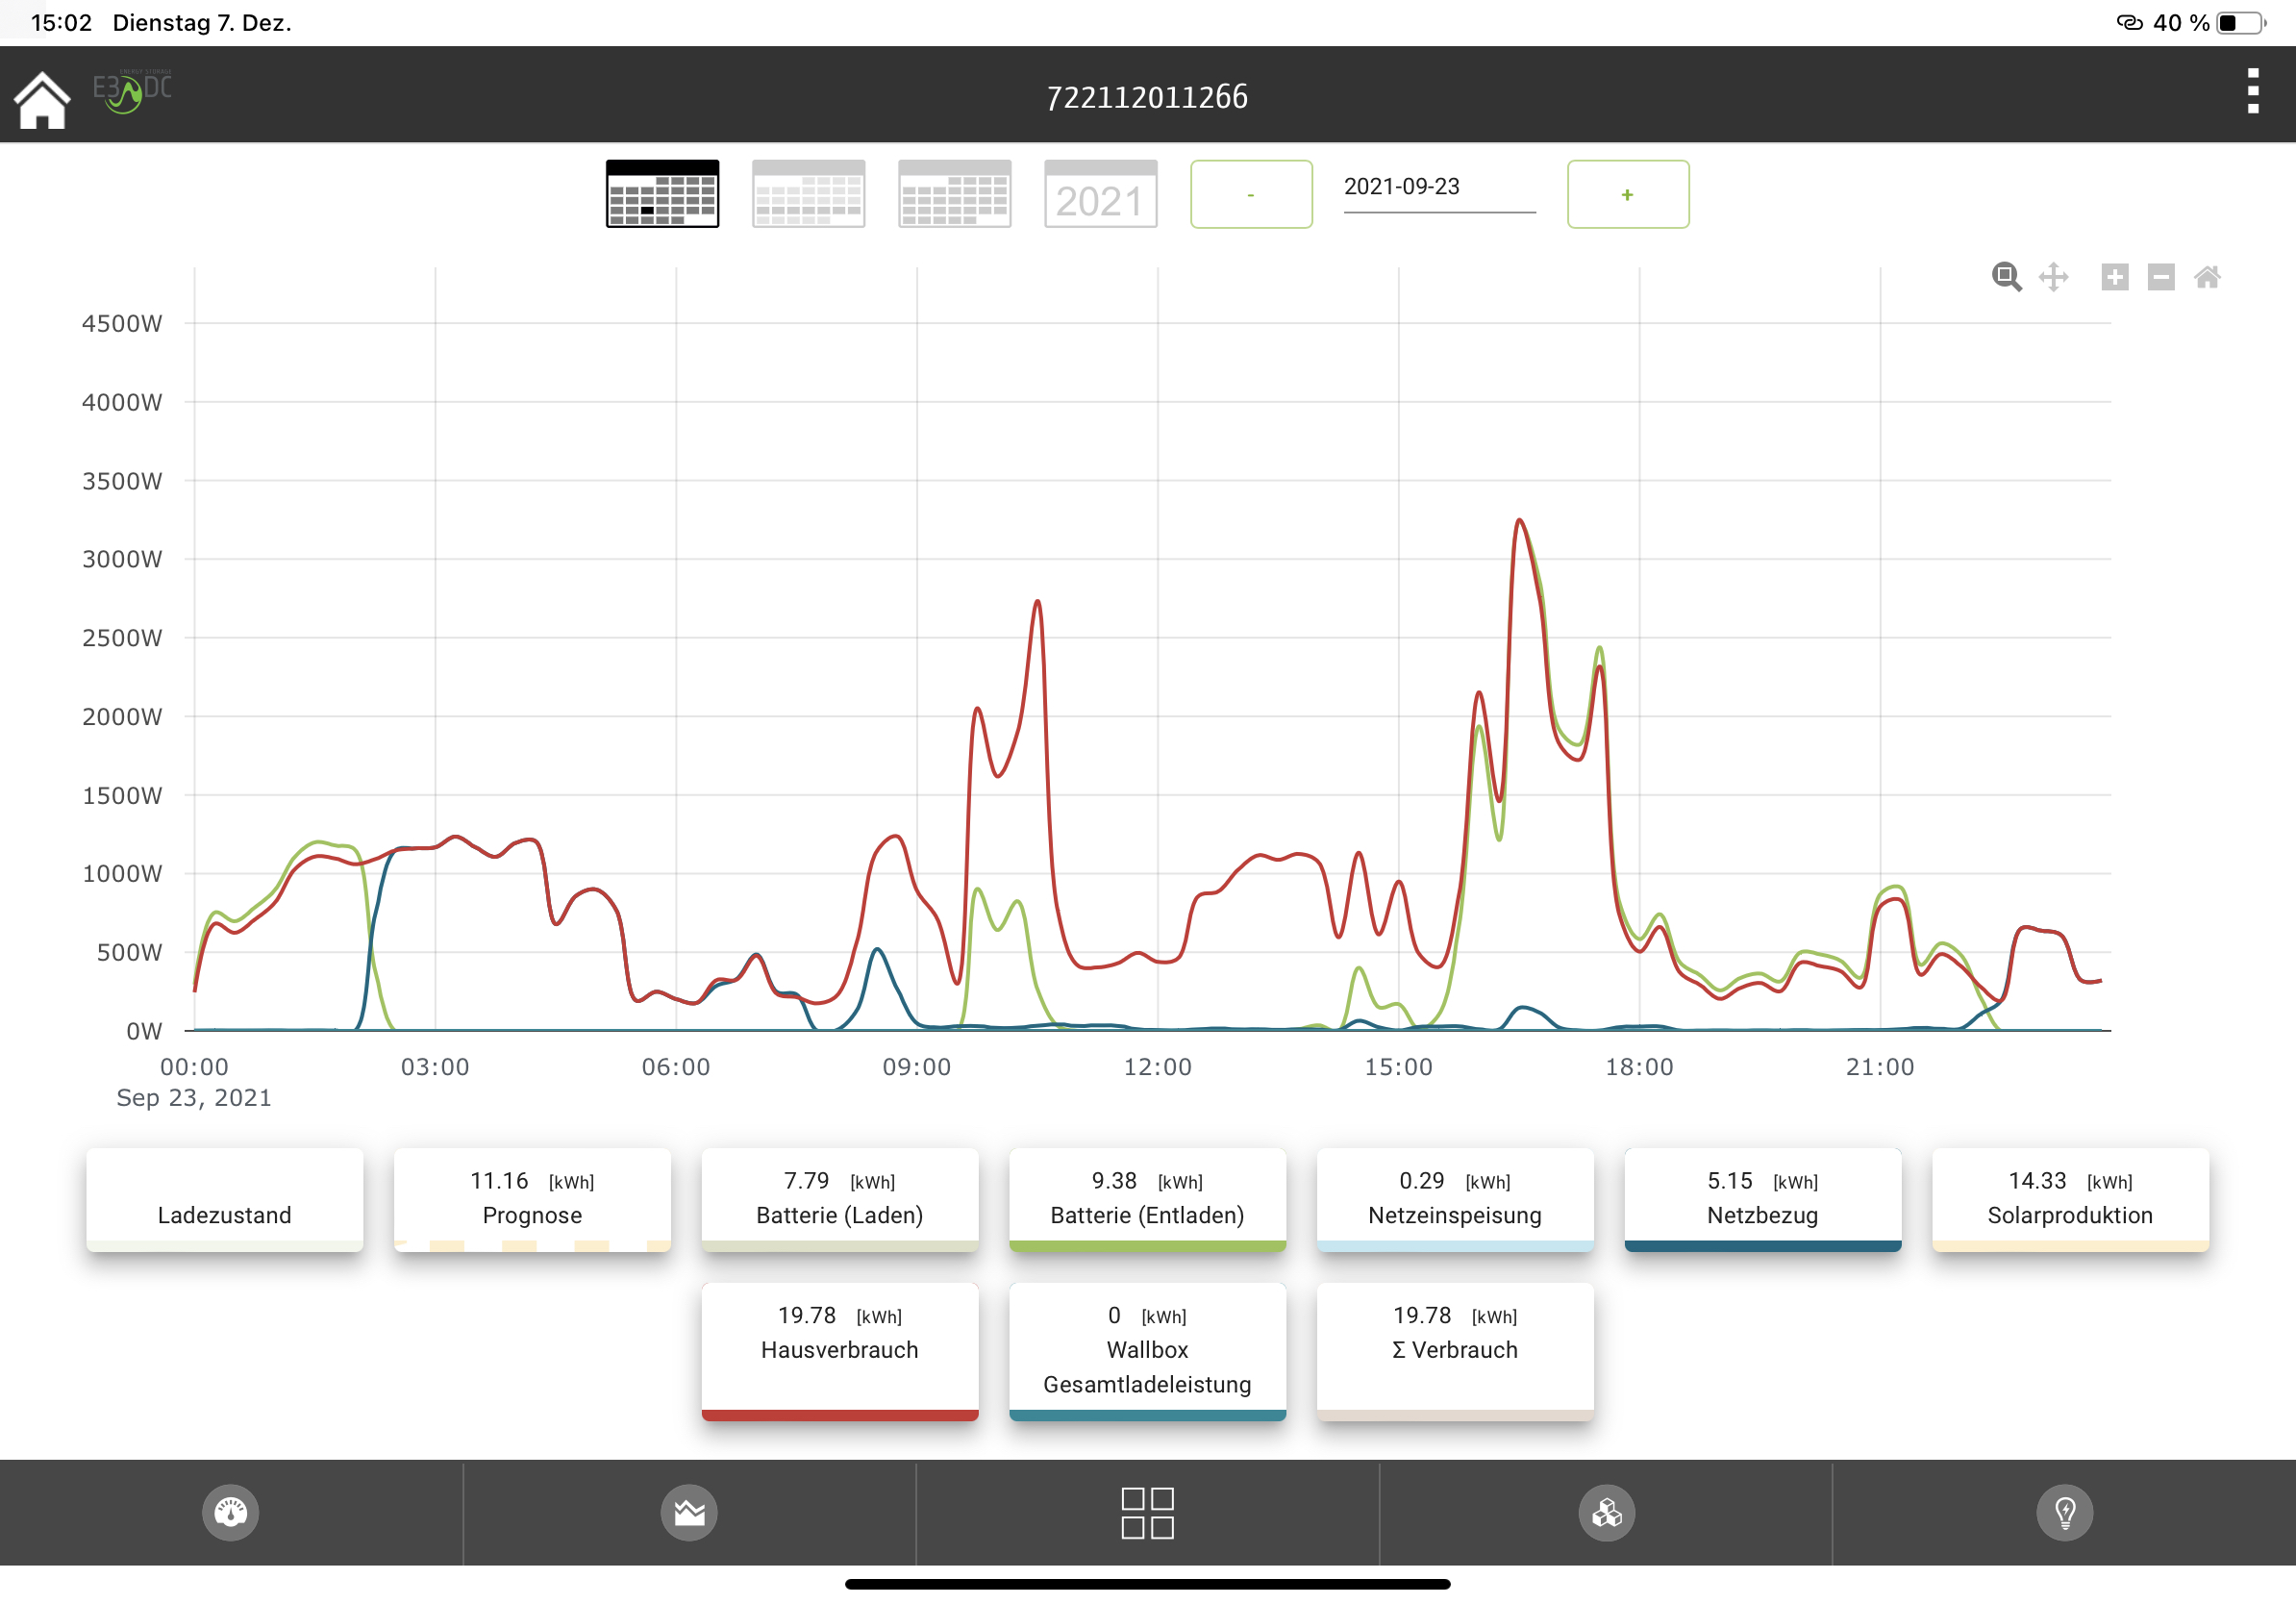 15:02 Dienstag 7. Dez.
40 %
ENERGY STORAGE
E3 DC
722112011266
2021
-
2021-09-23
+
4500W
4000W
3500W
3000W
2500W
2000W
1500W
1000W
500W
0W
00:00 03:00 06:00 09:00 12:00 15:00 18:00 21:00
Sep 23, 2021
Ladezustand
11.16 [kWh]
Prognose
7.79 [kWh]
Batterie (Laden)
9.38 [kWh]
Batterie (Entladen)
0.29 [kWh]
Netzeinspeisung
5.15 [kWh]
Netzbezug
14.33 [kWh]
Solarproduktion
19.78 [kWh]
Hausverbrauch
0 [kWh]
Wallbox
Gesamtladeleistung
19.78 [kWh]
Σ Verbrauch